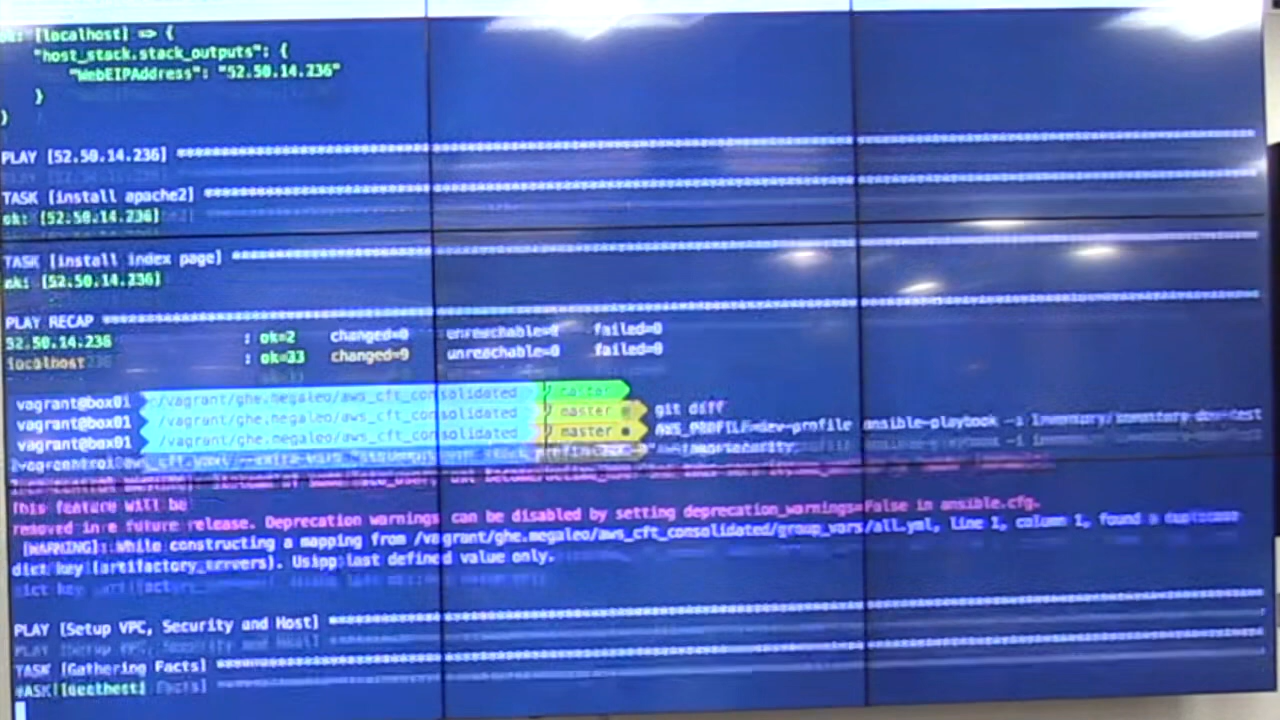 ok: [localhost] => {
"host_stack.stack_outputs": {
"WebEIPAddress": "52.50.14.236"
}
}
PLAY [52.50.14.236] ****
TASK [install apache2] ****
ok: [52.50.14.236]
TASK [install index page] ****
ok: [52.50.14.236]
PLAY RECAP ****
52.50.14.236 : ok=2 changed=0 unreachable=0 failed=0
localhost : ok=33 changed=9 unreachable=0 failed=0
vagrant@box01 ~/vagrant/ghe.megaleo/aws_cft_consolidated master
vagrant@box01 /vagrant/ghe.megaleo/aws_cft_consolidated master ● git diff
vagrant@box01 /vagrant/ghe.megaleo/aws_cft_consolidated master ● AWS_PROFILE=dev-profile ansible-playbook -i inventory/
This feature will be
removed in a future release. Deprecation warnings can be disabled by setting deprecation_warnings=False in ansible.cfg.
[WARNING]: While constructing a mapping from /vagrant/ghe.megaleo/aws_cft_consolidated/group_vars/all.yml, line 1, column 1, found a duplicate
dict key (artifactory_servers). Using last defined value only.
PLAY [Setup VPC, Security and Host] ****
TASK [Gathering Facts] ****